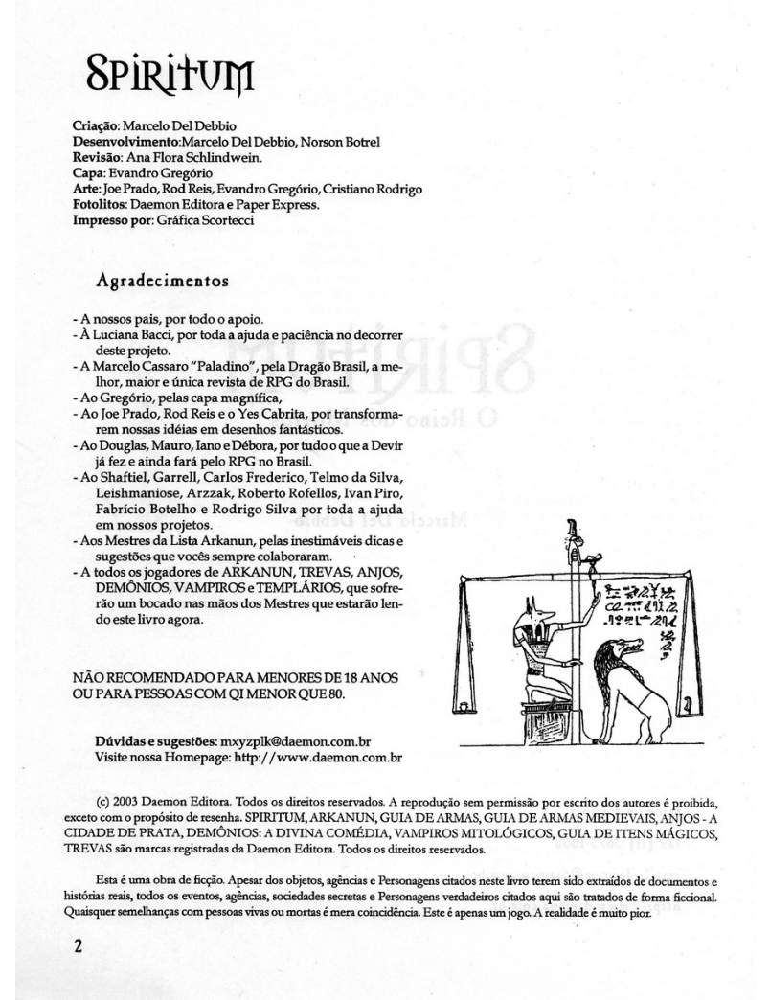 SPIRITUM
Criação: Marcelo Del Debbio
Desenvolvimento:Marcelo Del Debbio, Norson Botrel
Revisão: Ana Flora Schlindwein.
Capa: Evandro Gregório
Arte: Joe Prado, Rod Reis, Evandro Gregório, Cristiano Rodrigo
Fotolitos: Daemon Editora e Paper Express.
Impresso por: Gráfica Scortecci
Agradecimentos
- A nossos pais, por todo o apoio.
- À Luciana Bacci, por toda a ajuda e paciência no decorrer
deste projeto.
- A Marcelo Cassaro "Paladino", pela Dragão Brasil, a me-
lhor, maior e única revista de RPG do Brasil.
- Ao Gregório, pelas capa magnífica,
- Ao Joe Prado, Rod Reis e o Yes Cabrita, por transforma-
rem nossas idéias em desenhos fantásticos.
- Ao Douglas, Mauro, Iano e Débora, por tudo o que a Devir
já fez e ainda fará pelo RPG no Brasil.
- Ao Shaftiel, Garrell, Carlos Frederico, Telmo da Silva,
Leishmaniose, Arzzak, Roberto Rofellos, Ivan Piro,
Fabrício Botelho e Rodrigo Silva por toda a ajuda
em nossos projetos.
- Aos Mestres da Lista Arkanun, pelas inestimáveis dicas e
sugestões que vocês sempre colaboraram.
- A todos os jogadores de ARKANUN, TREVAS, ANJOS,
DEMÔNIOS, VAMPIROS e TEMPLÁRIOS, que sofre-
rão um bocado nas mãos dos Mestres que estarão len-
do este livro agora.
NÃO RECOMENDADO PARA MENORES DE 18 ANOS
OU PARA PESSOAS COM QI MENOR QUE 80.
Dúvidas e sugestões: mxyzplk@daemon.com.br
Visite nossa Homepage: http://www.daemon.com.br
(c) 2003 Daemon Editora. Todos os direitos reservados. A reprodução sem permissão por escrito dos autores é proibida,
exceto com o propósito de resenha. SPIRITUM, ARKANUN, GUIA DE ARMAS, GUIA DE ARMAS MEDIEVAIS, ANJOS - A
CIDADE DE PRATA, DEMÔNIOS: A DIVINA COMÉDIA, VAMPIROS MITOLÓGICOS, GUIA DE ITENS MÁGICOS,
TREVAS são marcas registradas da Daemon Editora. Todos os direitos reservados.
Esta é uma obra de ficção. Apesar dos objetos, agências e Personagens citados neste livro terem sido extraídos de documentos e
histórias reais, todos os eventos, agências, sociedades secretas e Personagens verdadeiros citados aqui são tratados de forma ficcional.
Quaisquer semelhanças com pessoas vivas ou mortas é mera coincidência. Este é apenas um jogo. A realidade é muito pior.
2